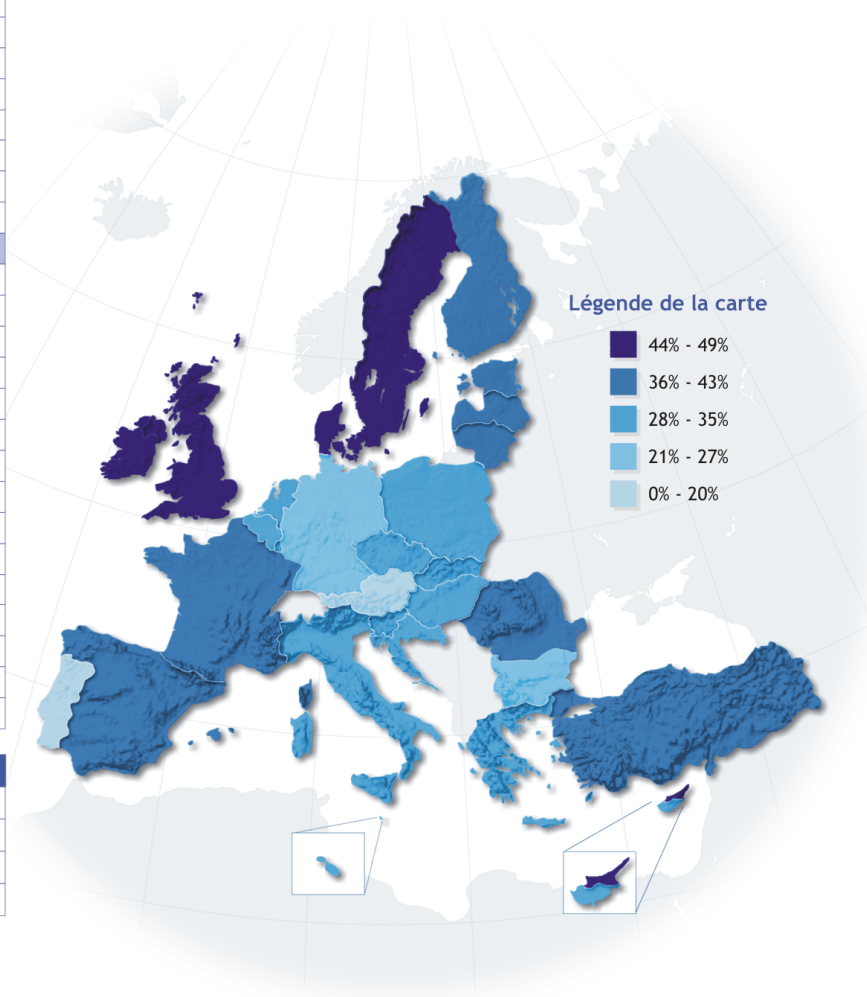 Légende de la carte
44% - 49%
36% - 43%
28% - 35%
21% - 27%
0% - 20%